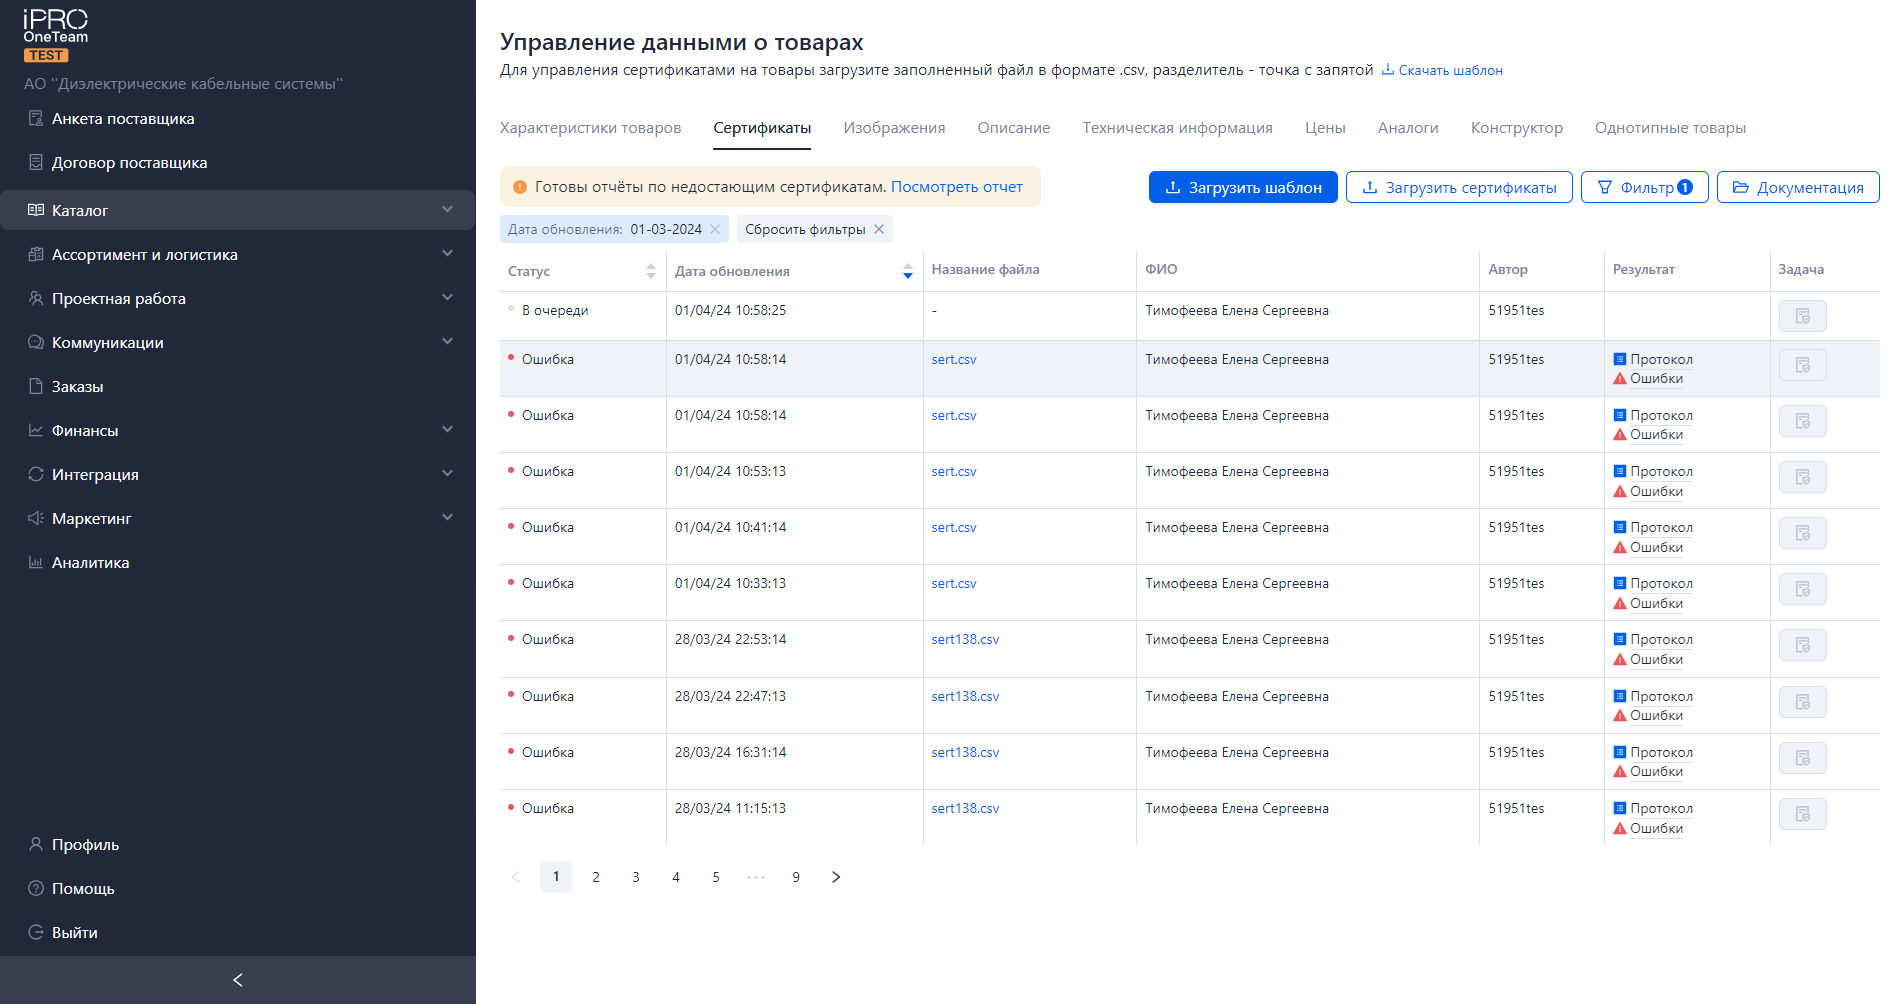 iPRO
OneTeam
TEST
АО "Диэлектрические кабельные системы"
Анкета поставщика
Договор поставщика
Каталог
Ассортимент и логистика
Проектная работа
Коммуникации
Заказы
Финансы
Интеграция
Маркетинг
Аналитика
Профиль
Помощь
Выйти
Управление данными о товарах
Для управления сертификатами на товары загрузите заполненный файл в формате .csv, разделитель - точка с запятой Скачать шаблон
Характеристики товаров Сертификаты Изображения Описание Техническая информация Цены Аналоги Конструктор Однотипные товары
Готовы отчёты по недостающим сертификатам. Посмотреть отчет Загрузить шаблон Загрузить сертификаты Фильтр 1 Документация
Дата обновления: 01-03-2024 Сбросить фильтры
Статус Дата обновления Название файла ФИО Автор Результат Задача
В очереди 01/04/24 10:58:25 - Тимофеева Елена Сергеевна 51951tes
Ошибка 01/04/24 10:58:14 sert.csv Тимофеева Елена Сергеевна 51951tes Протокол
Ошибки
Ошибка 01/04/24 10:58:14 sert.csv Тимофеева Елена Сергеевна 51951tes Протокол
Ошибки
Ошибка 01/04/24 10:53:13 sert.csv Тимофеева Елена Сергеевна 51951tes Протокол
Ошибки
Ошибка 01/04/24 10:41:14 sert.csv Тимофеева Елена Сергеевна 51951tes Протокол
Ошибки
Ошибка 01/04/24 10:33:13 sert.csv Тимофеева Елена Сергеевна 51951tes Протокол
Ошибки
Ошибка 28/03/24 22:53:14 sert138.csv Тимофеева Елена Сергеевна 51951tes Протокол
Ошибки
Ошибка 28/03/24 22:47:13 sert138.csv Тимофеева Елена Сергеевна 51951tes Протокол
Ошибки
Ошибка 28/03/24 16:31:14 sert138.csv Тимофеева Елена Сергеевна 51951tes Протокол
Ошибки
Ошибка 28/03/24 11:15:13 sert138.csv Тимофеева Елена Сергеевна 51951tes Протокол
Ошибки
1 2 3 4 5 ••• 9